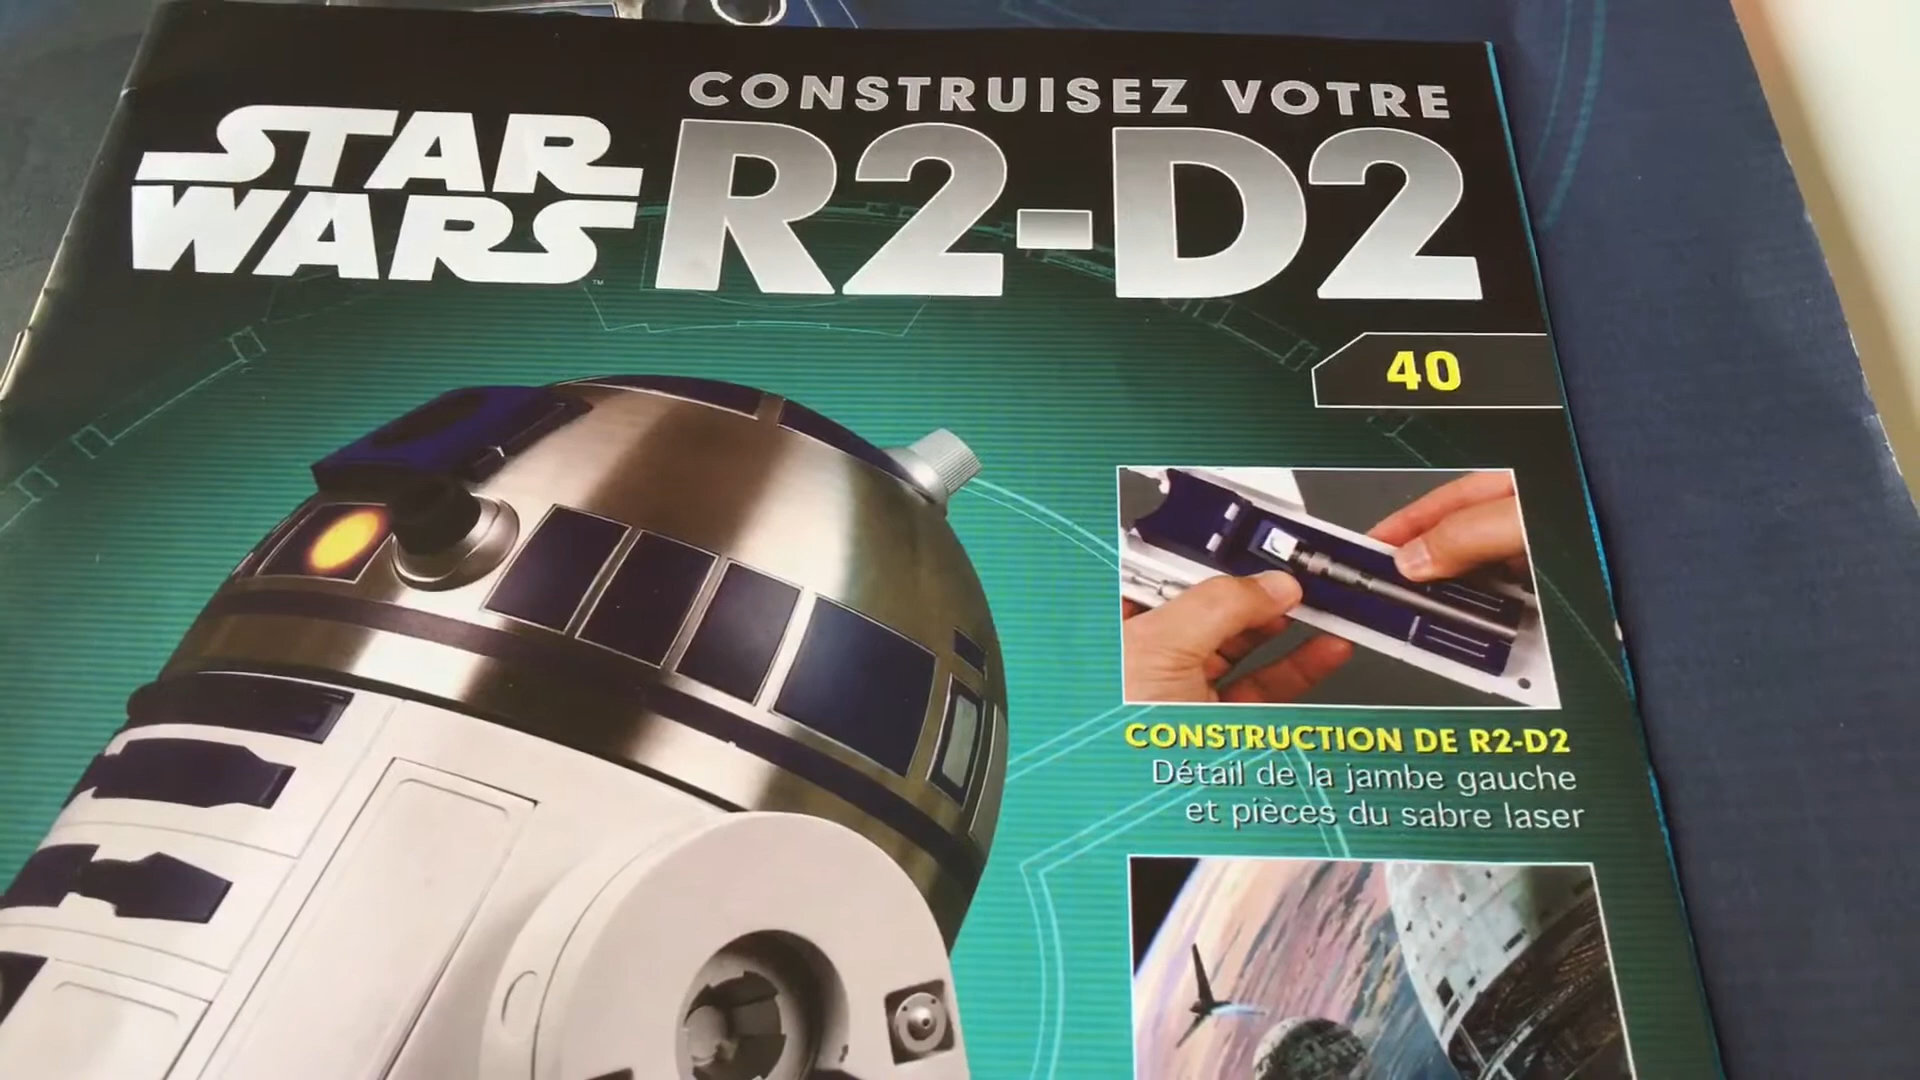 CONSTRUISEZ VOTRE
STAR WARS™
R2-D2
40
CONSTRUCTION DE R2-D2
Détail de la jambe gauche
et pièces du sabre laser